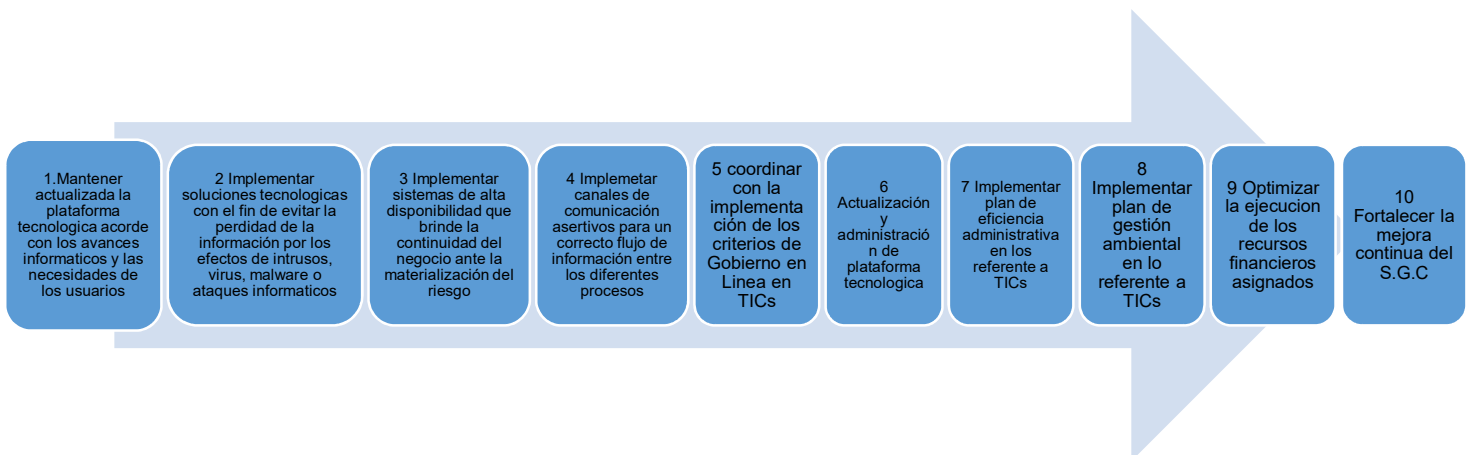 1.Mantener
actualizada la
plataforma
tecnologica acorde
con los avances
informaticos y las
necesidades de
los usuarios
2 Implementar
soluciones tecnologicas
con el fin de evitar la
perdidad de la
información por los
efectos de intrusos,
virus, malware o
ataques informaticos
3 Implementar
sistemas de alta
disponibilidad que
brinde la
continuidad del
negocio ante la
materialización del
riesgo
4 Implemetar
canales de
comunicación
asertivos para un
correcto flujo de
información entre
los diferentes
procesos
5 coordinar
con la
implementa
ción de los
criterios de
Gobierno en
Linea en
TICs
6
Actualización
y
administració
n de
plataforma
tecnologica
7 Implementar
plan de
eficiencia
administrativa
en los
referente a
TICs
8
Implementar
plan de
gestión
ambiental
en lo
referente a
TICs
9 Optimizar
la ejecucion
de los
recursos
financieros
asignados
10
Fortalecer la
mejora
continua del
S.G.C